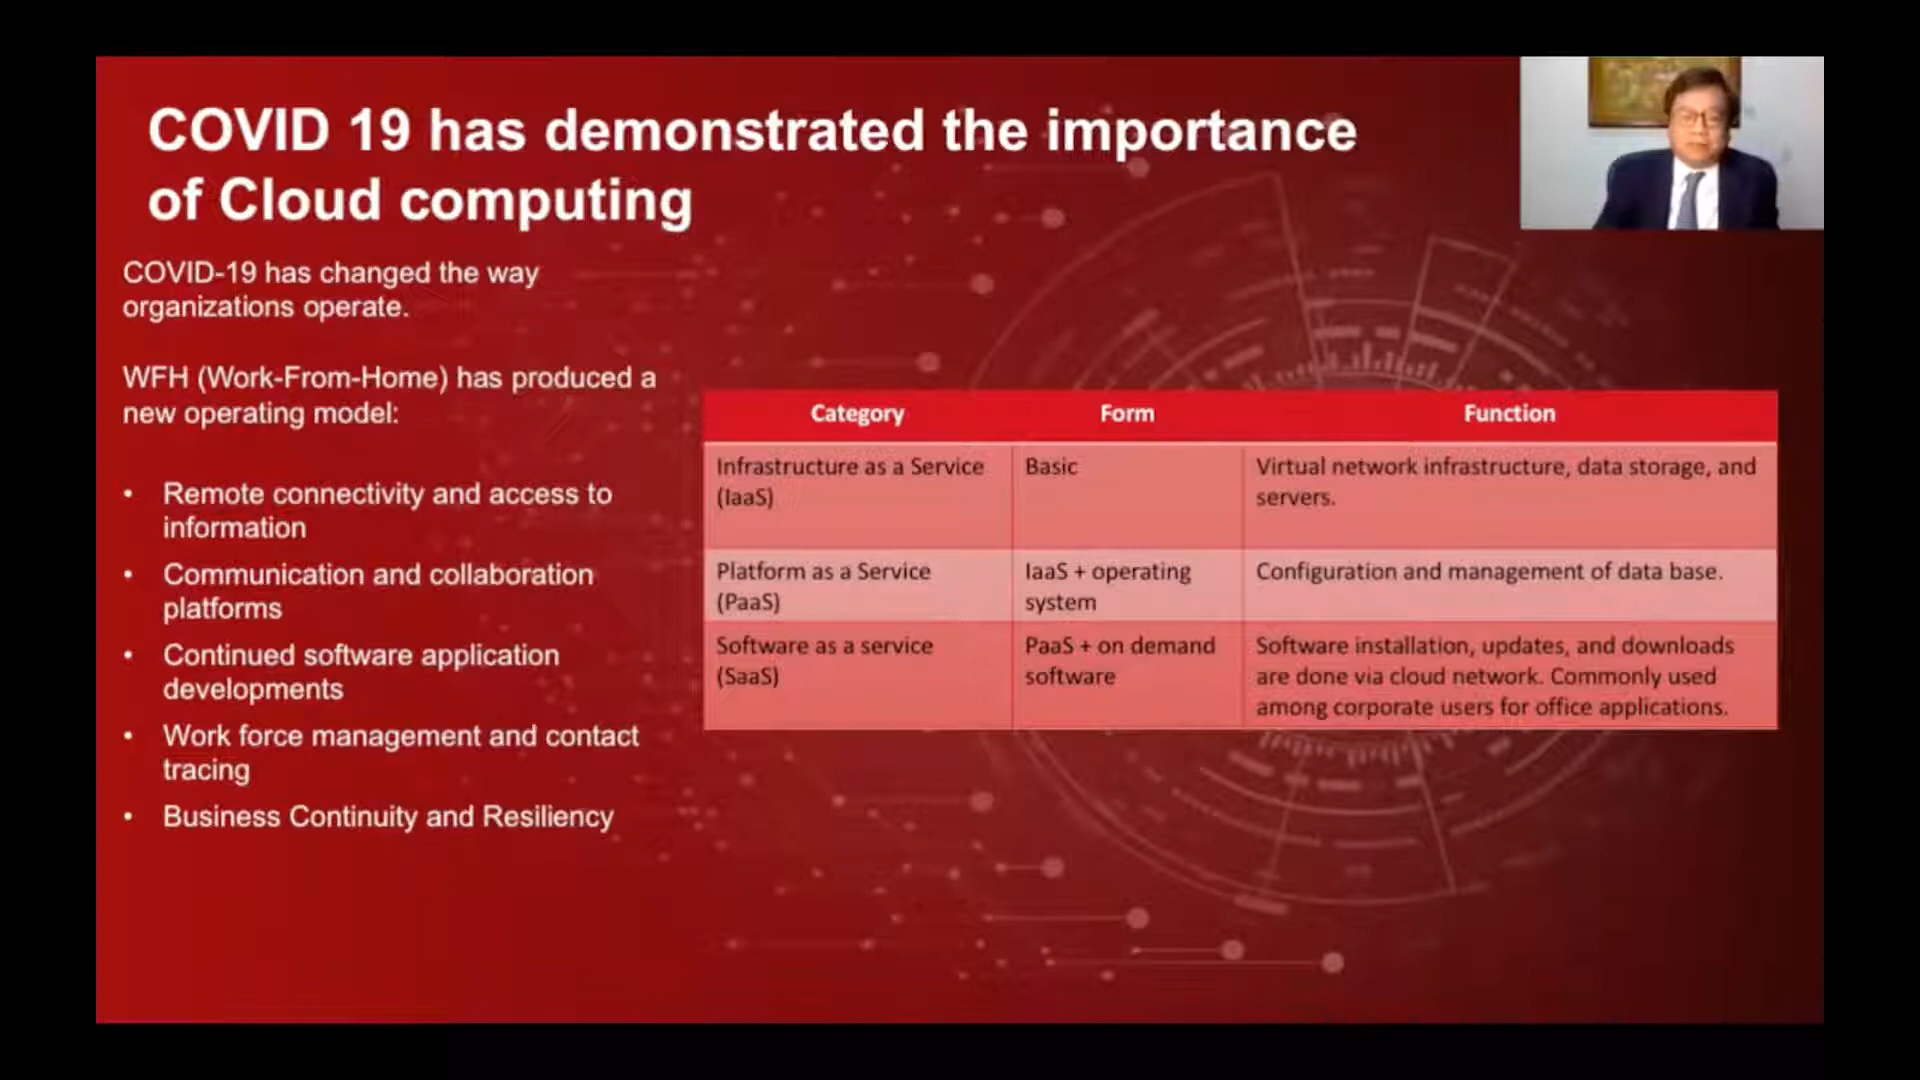 COVID 19 has demonstrated the importance
of Cloud computing
COVID-19 has changed the way
organizations operate.
WFH (Work-From-Home) has produced a
new operating model:
• Remote connectivity and access to
information
• Communication and collaboration
platforms
• Continued software application
developments
• Work force management and contact
tracing
• Business Continuity and Resiliency
Category Form Function
Infrastructure as a Service
(IaaS)
Basic
Virtual network infrastructure, data storage, and
servers.
Platform as a Service
(PaaS)
IaaS + operating
system
Configuration and management of data base.
Software as a service
(SaaS)
PaaS + on demand
software
Software installation, updates, and downloads
are done via cloud network. Commonly used
among corporate users for office applications.